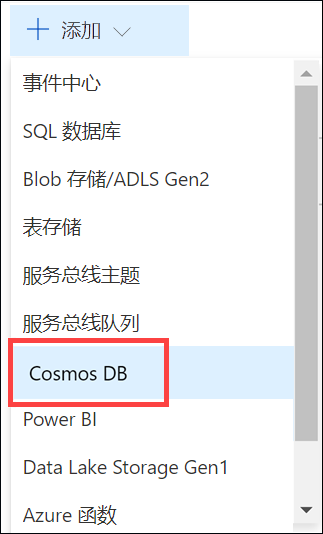 添加
事件中心
SQL 数据库
Blob 存储/ADLS Gen2
表存储
服务总线主题
服务总线队列
Cosmos DB
Power BI
Data Lake Storage Gen1
Azure 函数